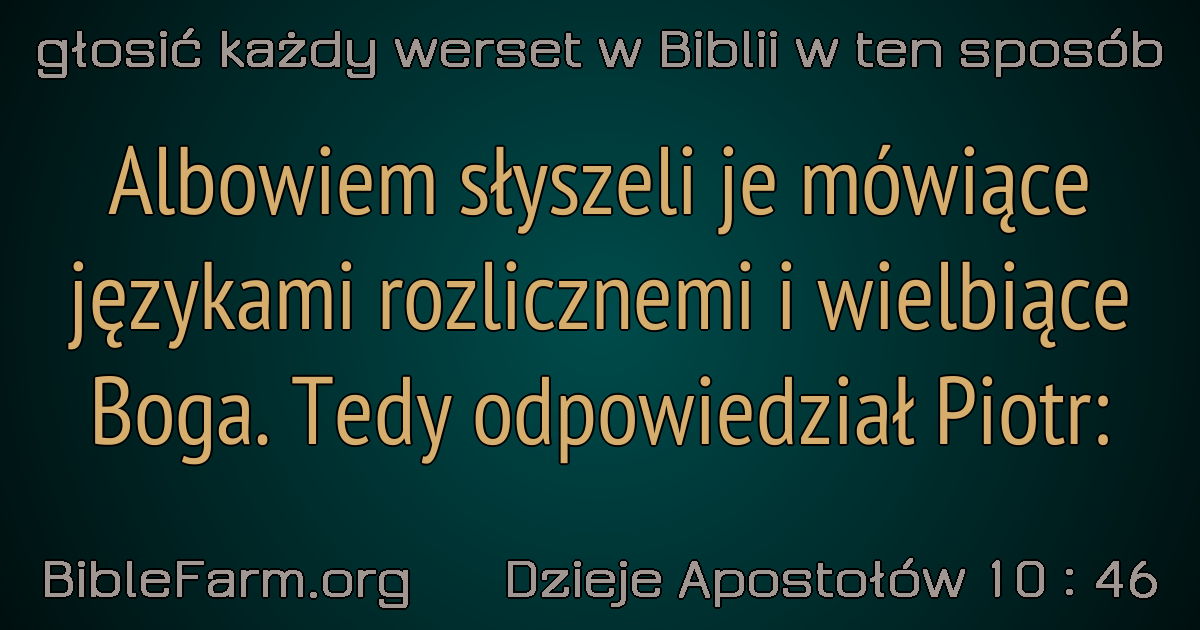 głosić każdy werset w Biblii w ten sposób
Albowiem słyszeli je mówiące
językami rozlicznemi i wielbiące
Boga. Tedy odpowiedział Piotr:
BibleFarm.org Dzieje Apostołów 10 : 46